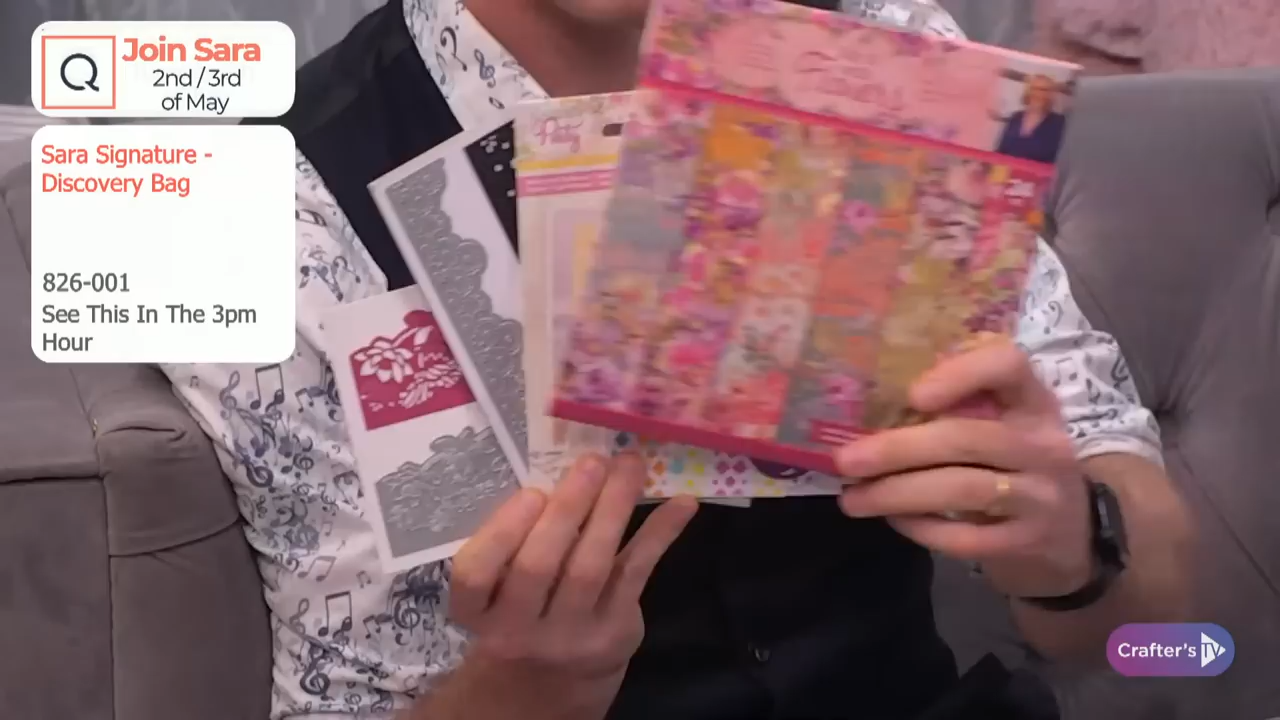 Q
Join Sara
2nd / 3rd
of May
Sara Signature -
Discovery Bag
826-001
See This In The 3pm
Hour
Party
Crafter's TV